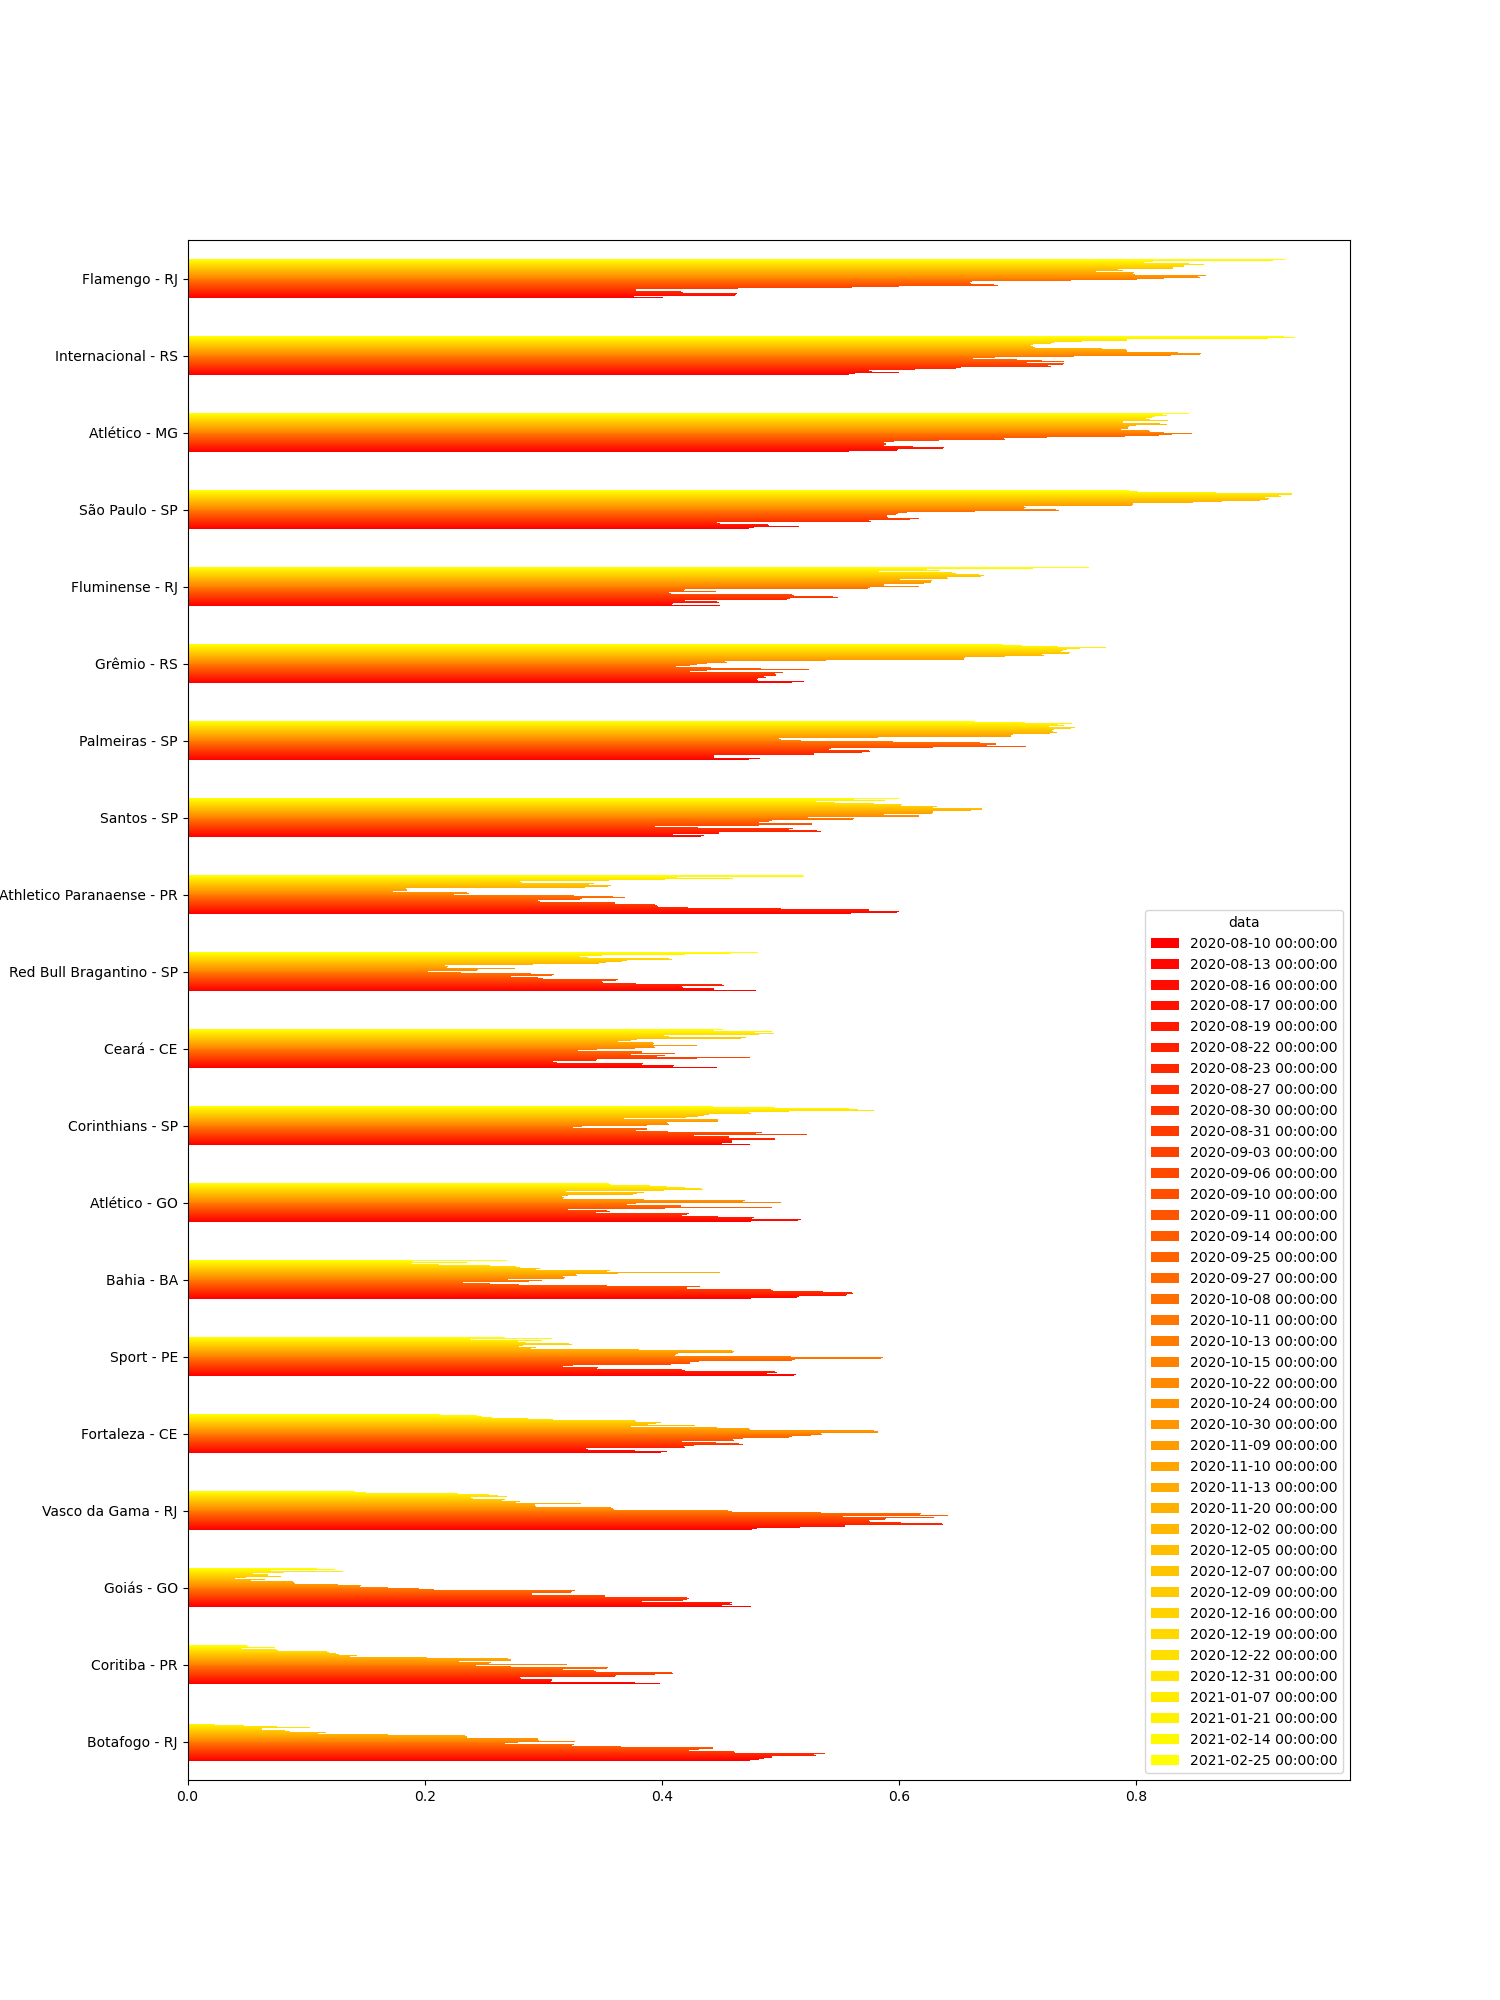 Flamengo - RJ
Internacional - RS
Atlético - MG
São Paulo - SP
Fluminense - RJ
Grêmio - RS
Palmeiras - SP
Santos - SP
Athletico Paranaense - PR
Red Bull Bragantino - SP
Ceará - CE
Corinthians - SP
Atlético - GO
Bahia - BA
Sport - PE
Fortaleza - CE
Vasco da Gama - RJ
Goiás - GO
Coritiba - PR
Botafogo - RJ
0.0 0.2 0.4 0.6 0.8
data
2020-08-10 00:00:00
2020-08-13 00:00:00
2020-08-16 00:00:00
2020-08-17 00:00:00
2020-08-19 00:00:00
2020-08-22 00:00:00
2020-08-23 00:00:00
2020-08-27 00:00:00
2020-08-30 00:00:00
2020-08-31 00:00:00
2020-09-03 00:00:00
2020-09-06 00:00:00
2020-09-10 00:00:00
2020-09-11 00:00:00
2020-09-14 00:00:00
2020-09-25 00:00:00
2020-09-27 00:00:00
2020-10-08 00:00:00
2020-10-11 00:00:00
2020-10-13 00:00:00
2020-10-15 00:00:00
2020-10-22 00:00:00
2020-10-24 00:00:00
2020-10-30 00:00:00
2020-11-09 00:00:00
2020-11-10 00:00:00
2020-11-13 00:00:00
2020-11-20 00:00:00
2020-12-02 00:00:00
2020-12-05 00:00:00
2020-12-07 00:00:00
2020-12-09 00:00:00
2020-12-16 00:00:00
2020-12-19 00:00:00
2020-12-22 00:00:00
2020-12-31 00:00:00
2021-01-07 00:00:00
2021-01-21 00:00:00
2021-02-14 00:00:00
2021-02-25 00:00:00